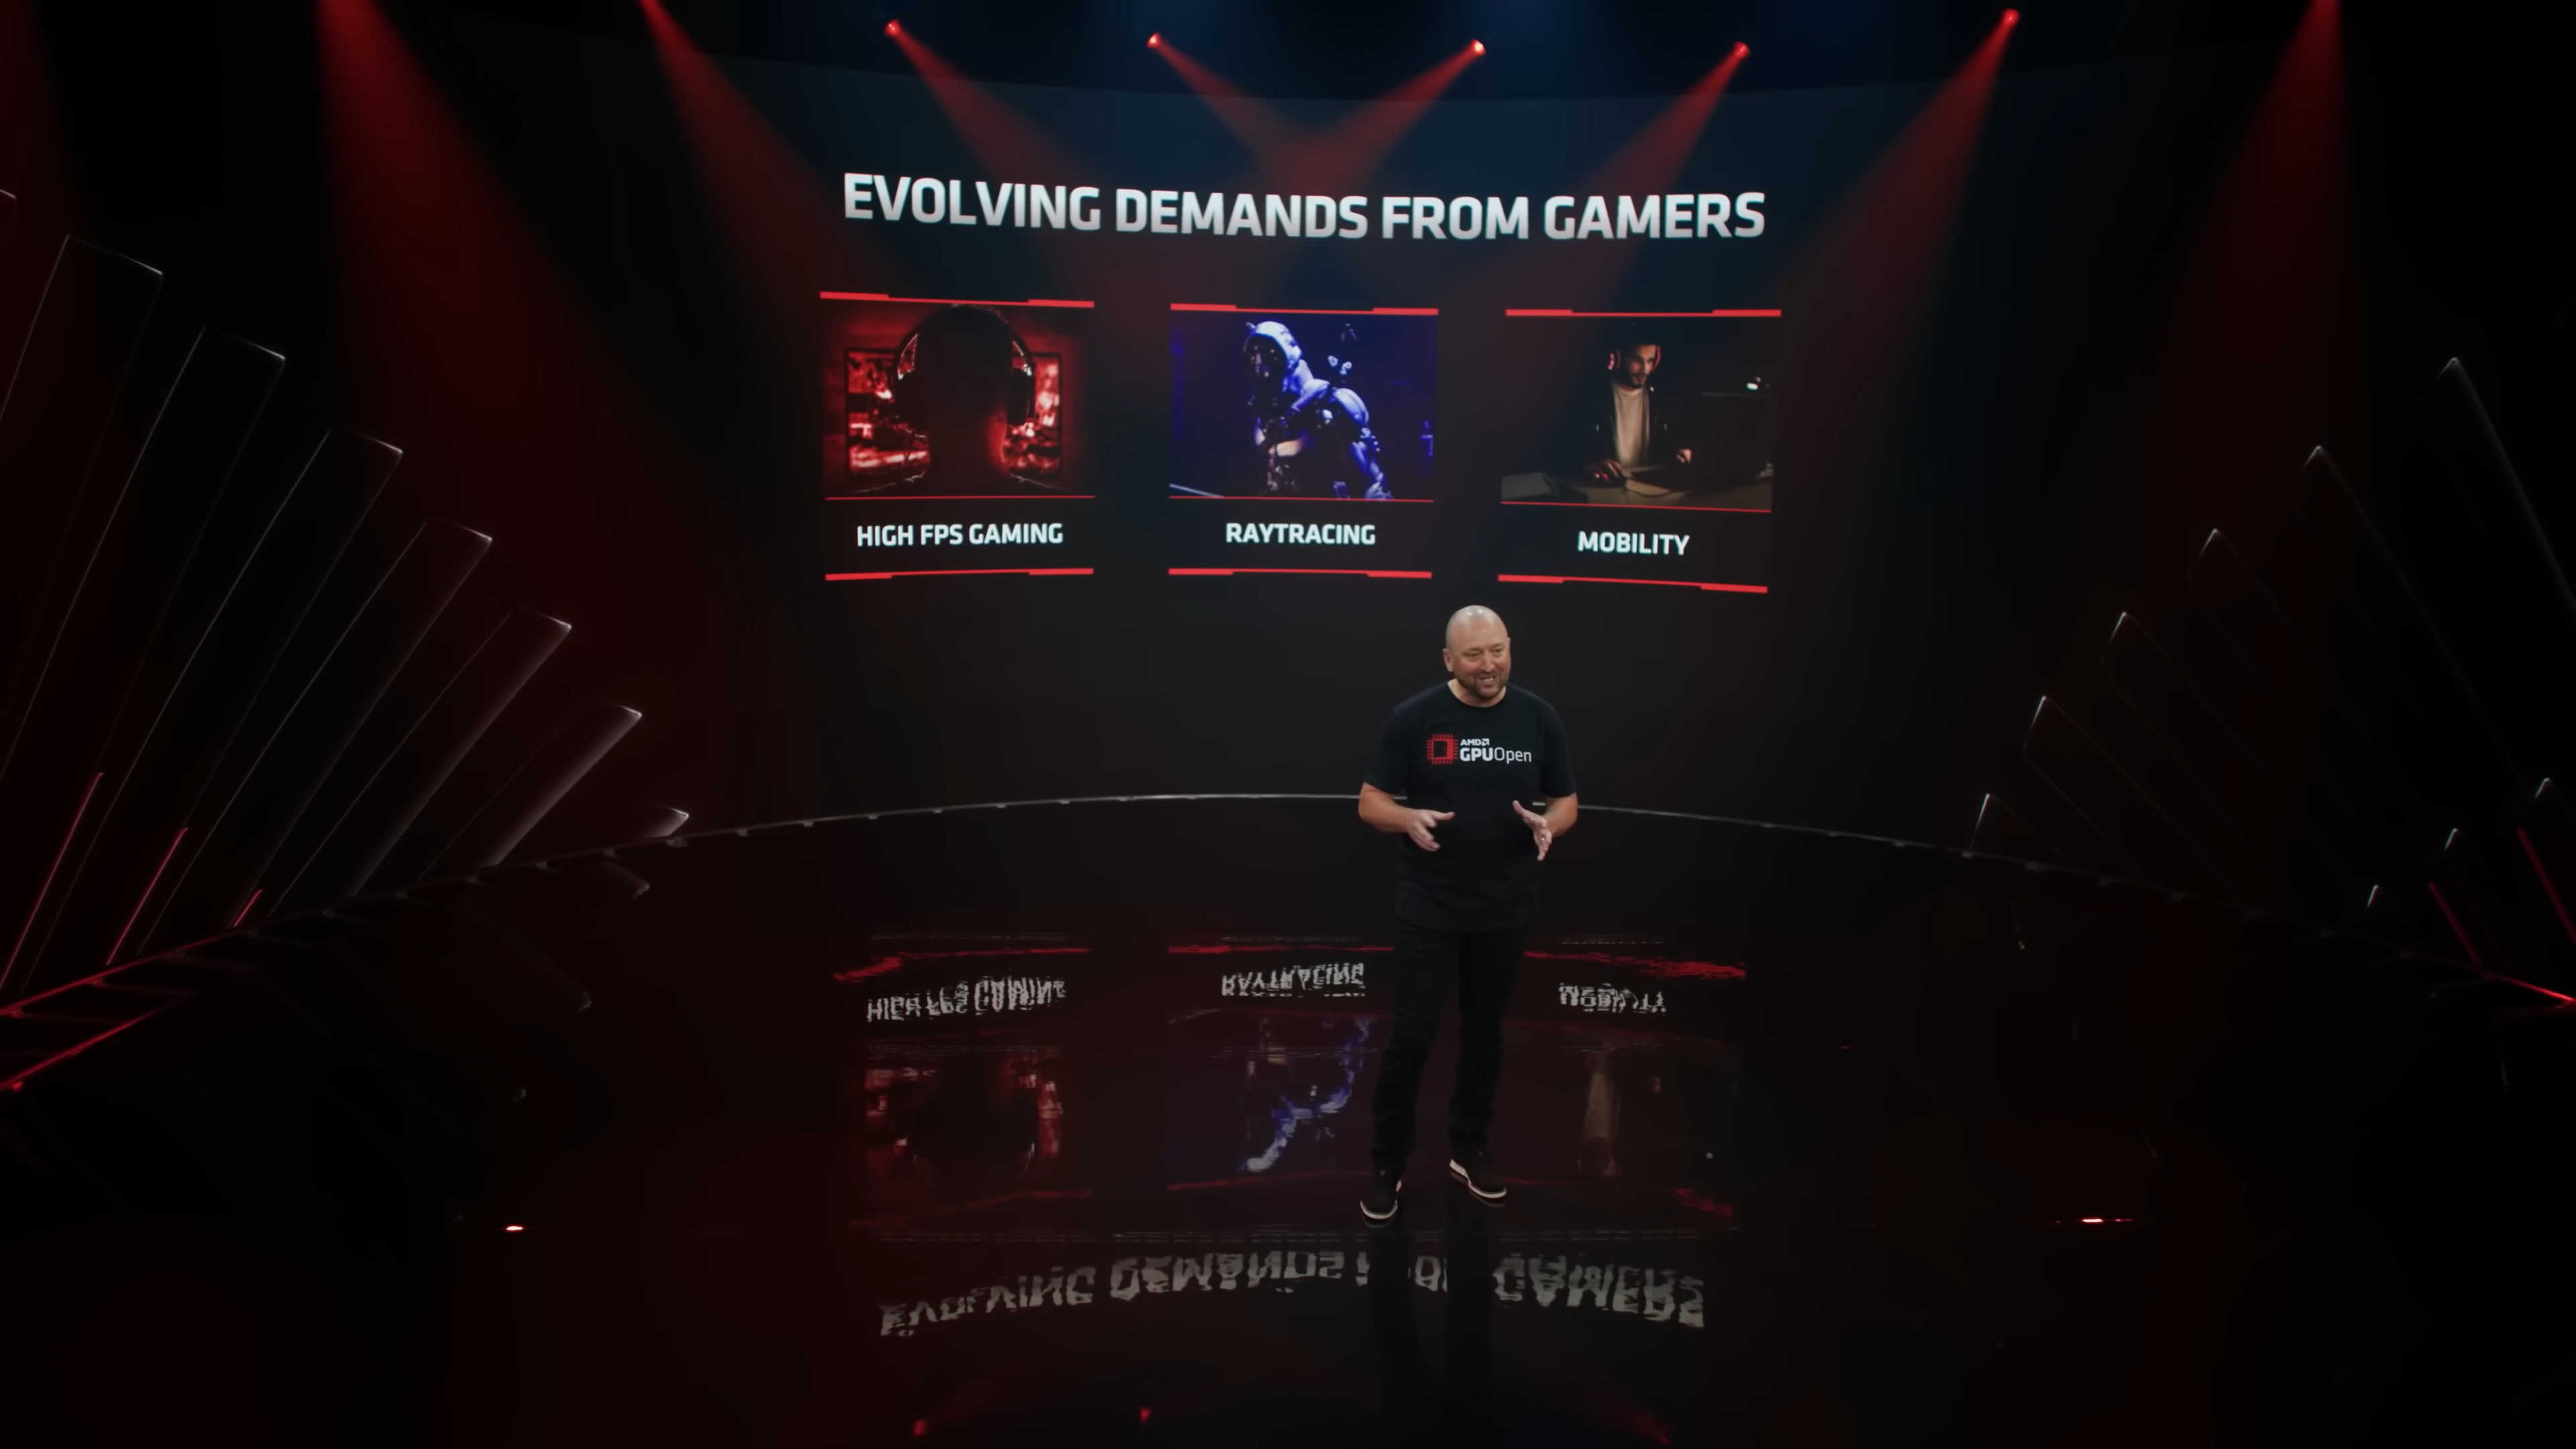 EVOLVING DEMANDS FROM GAMERS
HIGH FPS GAMING
RAYTRACING
MOBILITY
AMD
GPUOpen